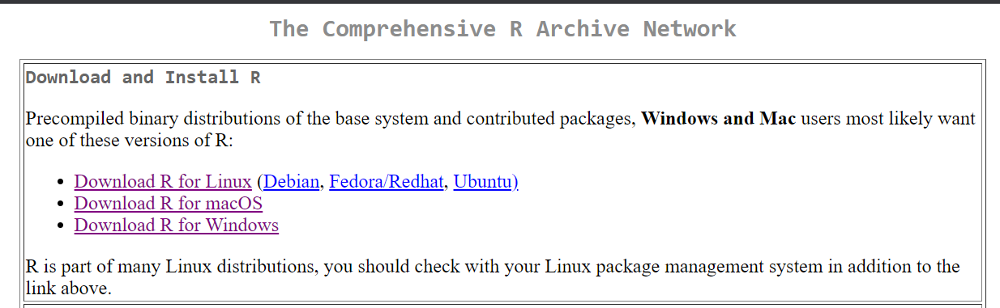 The Comprehensive R Archive Network
Download and Install R
Precompiled binary distributions of the base system and contributed packages, Windows and Mac users most likely want
one of these versions of R:
• Download R for Linux (Debian, Fedora/Redhat, Ubuntu)
• Download R for macOS
• Download R for Windows
R is part of many Linux distributions, you should check with your Linux package management system in addition to the
link above.